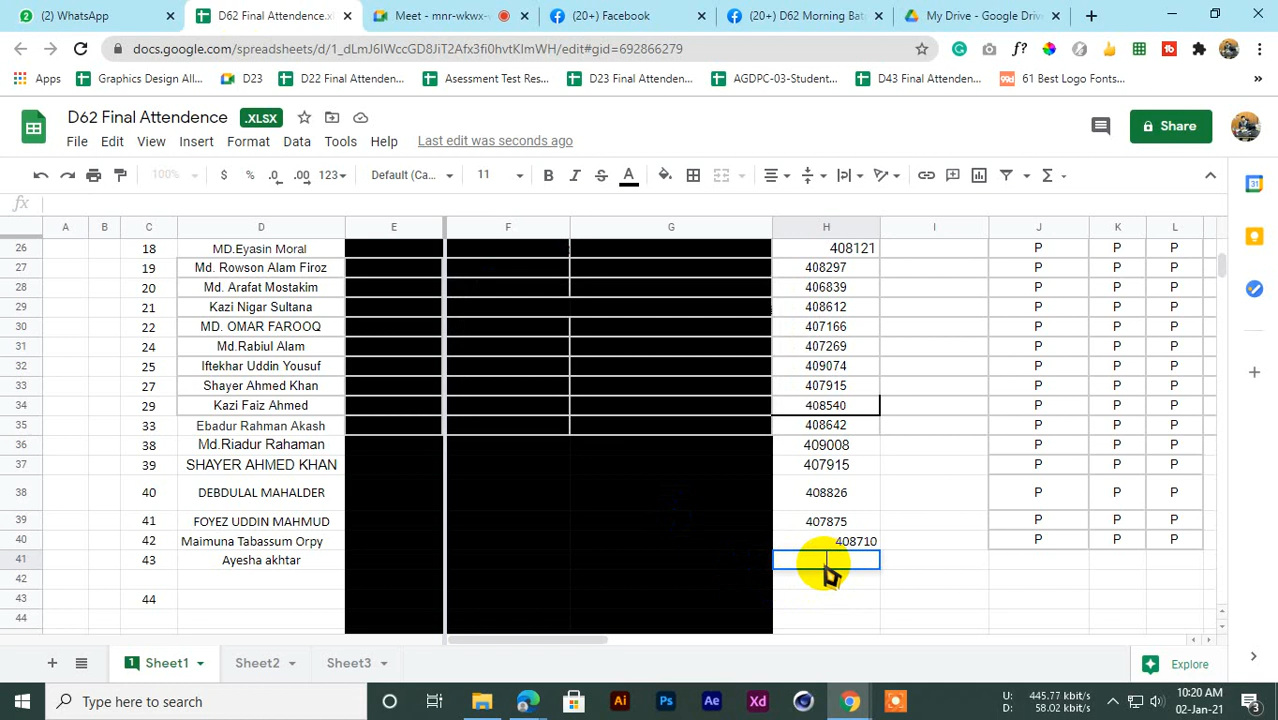 (2) WhatsApp
D62 Final Attendence.x
Meet - mnr-wkwx-
(20+) Facebook
(20+) D62 Morning Bat
My Drive - Google Dri
docs.google.com/spreadsheets/d/1_dLmJ6IWccGD8JiT2Afx3fi0hvtKlmWH/edit#gid=692866279
Apps
Graphics Design All...
D23
D22 Final Attenden...
Asessment Test Res...
D23 Final Attenden...
AGDPC-03-Student...
D43 Final Attenden...
61 Best Logo Fonts...
D62 Final Attendence .XLSX
Share
File Edit View Insert Format Data Tools Help Last edit was seconds ago
100% $ % .0 .00 123 Default (Ca... 11 B I S A
fx
A B C D E F G H I J K L
26 18 MD.Eyasin Moral 408121 P P P
27 19 Md. Rowson Alam Firoz 408297 P P P
28 20 Md. Arafat Mostakim 406839 P P P
29 21 Kazi Nigar Sultana 408612 P P P
30 22 MD. OMAR FAROOQ 407166 P P P
31 24 Md.Rabiul Alam 407269 P P P
32 26 Iftekhar Uddin Yousuf 409074 P P P
33 27 Shayer Ahmed Khan 407915 P P P
34 29 Kazi Faiz Ahmed 408540 P P P
35 33 Ebadur Rahman Akash 408642 P P P
36 38 Md.Riadur Rahaman 409008 P P P
37 39 SHAYER AHMED KHAN 407915 P P P
38 40 DEBDULAL MAHALDER 408826 P P P
39 41 FOYEZ UDDIN MAHMUD 407875 P P P
40 42 Maimuna Tabassum Orpy 408710 P P P
41 43 Ayesha akhtar
42
43 44
44
1 Sheet1 Sheet2 Sheet3 Explore
Type here to search
Ai Ps Ae Xd
U: 445.77 kbit/s
D: 58.02 kbit/s
10:20 AM
02-Jan-21
3